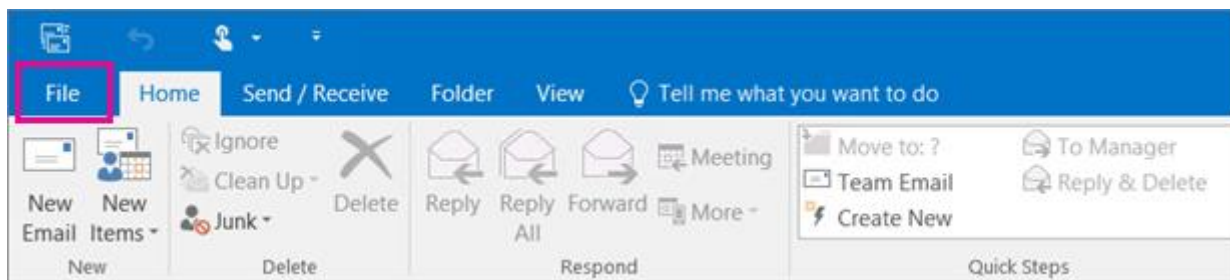 File Home Send / Receive Folder View Tell me what you want to do
Ignore Meeting Move to: ? To Manager
Clean Up Team Email Reply & Delete
New New Delete Reply Reply Forward More
Email Items Junk All Create New
New Delete Respond Quick Steps